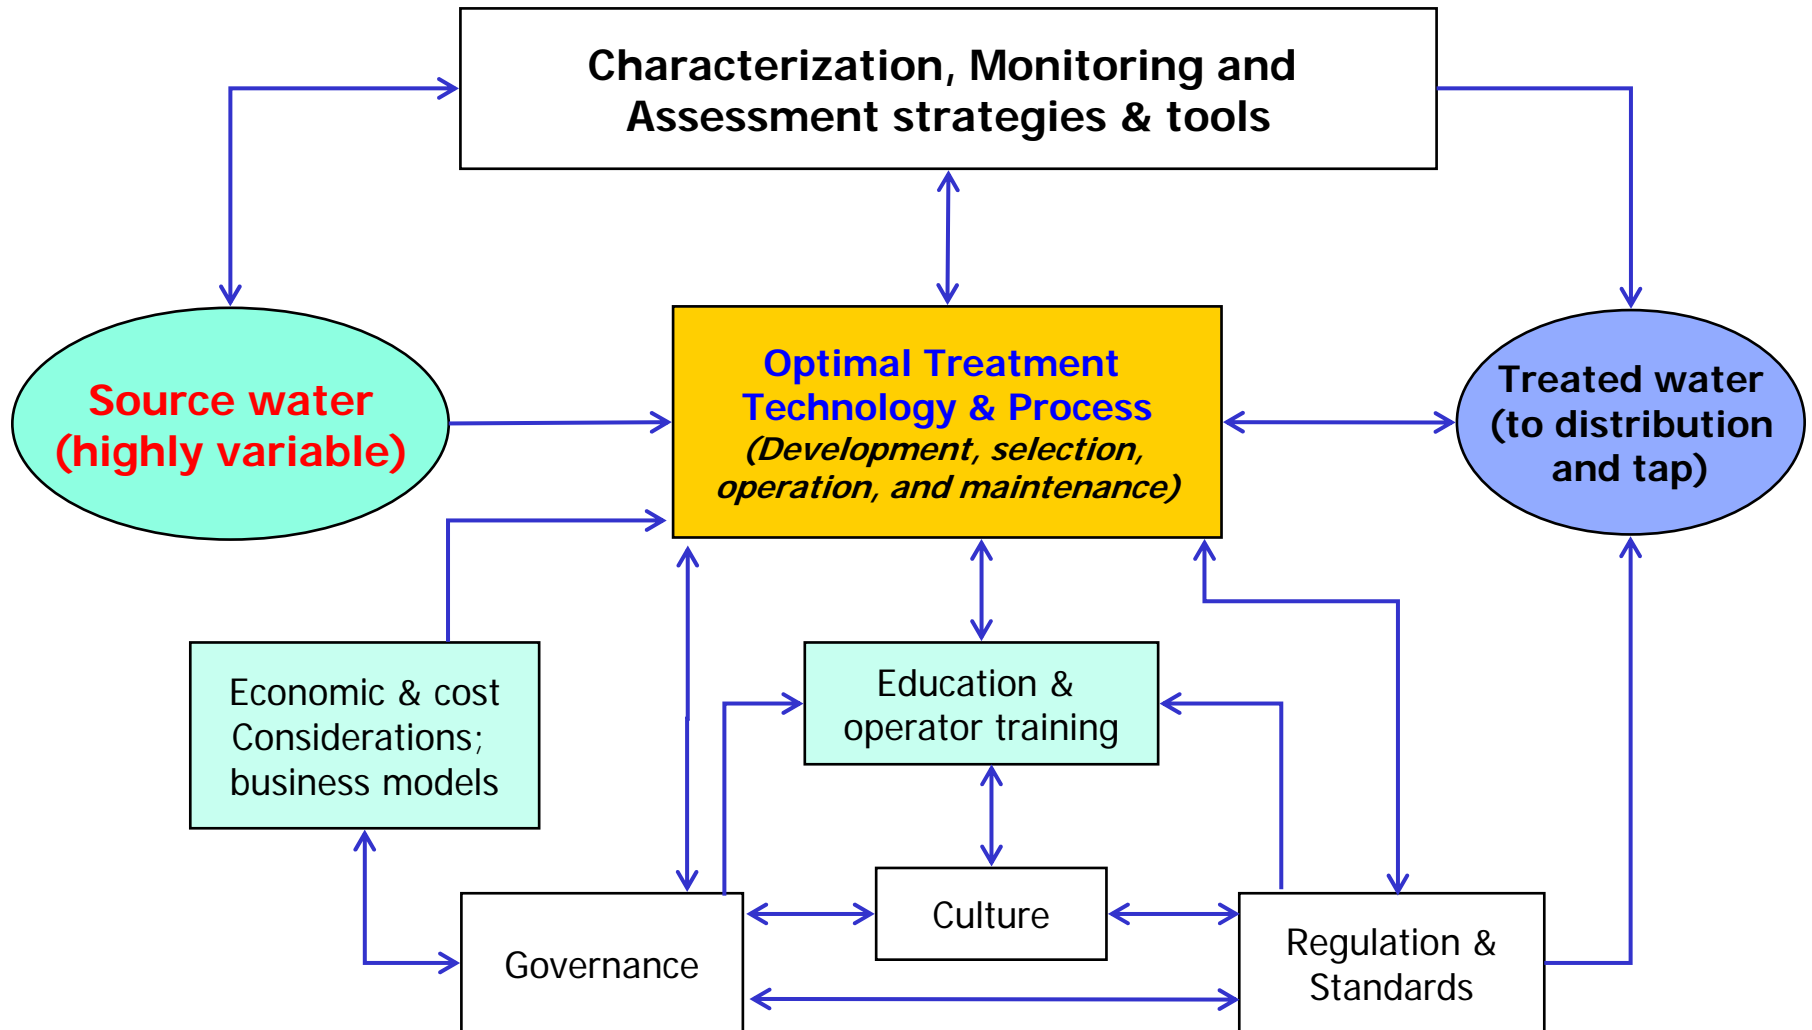 Characterization, Monitoring and
Assessment strategies & tools
Source water
(highly variable)
Optimal Treatment
Technology & Process
(Development, selection,
operation, and maintenance)
Treated water
(to distribution
and tap)
Economic & cost
Considerations;
business models
Education &
operator training
Culture
Governance
Regulation &
Standards